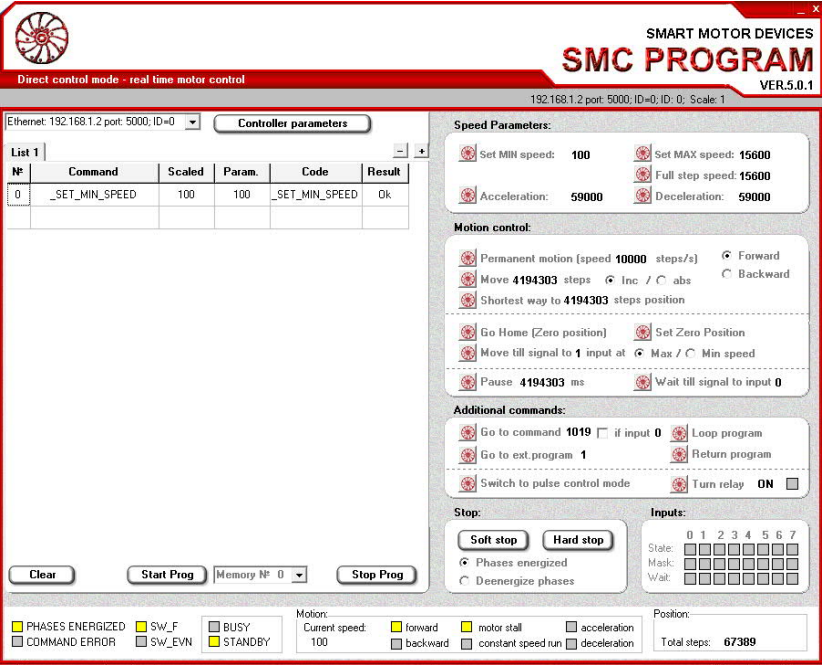 _ X
SMART MOTOR DEVICES
SMC PROGRAM
VER.5.0.1
Direct control mode - real time motor control
192.168.1.2 port: 5000; ID=0; ID: 0; Scale: 1
Ethernet: 192.168.1.2 port: 5000; ID=0
Controller parameters
List 1 - +
№ Command Scaled Param. Code Result
0 _SET_MIN_SPEED 100 100 _SET_MIN_SPEED Ok
Clear Start Prog Memory № 0 Stop Prog
Speed Parameters:
Set MIN speed: 100 Set MAX speed: 15600
Full step speed: 15600
Acceleration: 59000 Deceleration: 59000
Motion control:
Permanent motion (speed 10000 steps/s) Forward
Move 4194303 steps Inc / abs Backward
Shortest way to 4194303 steps position
Go Home (Zero position) Set Zero Position
Move till signal to 1 input at Max / Min speed
Pause 4194303 ms Wait till signal to input 0
Additional commands:
Go to command 1019 if input 0 Loop program
Go to ext.program 1 Return program
Switch to pulse control mode Turn relay ON
Stop:
Soft stop Hard stop
Phases energized
Deenergize phases
Inputs:
0 1 2 3 4 5 6 7
State:
Mask:
Wait:
PHASES ENERGIZED SW_F BUSY
COMMAND ERROR SW_EVN STANDBY
Motion:
Current speed: forward motor stall acceleration
100 backward constant speed run deceleration
Position:
Total steps: 67389